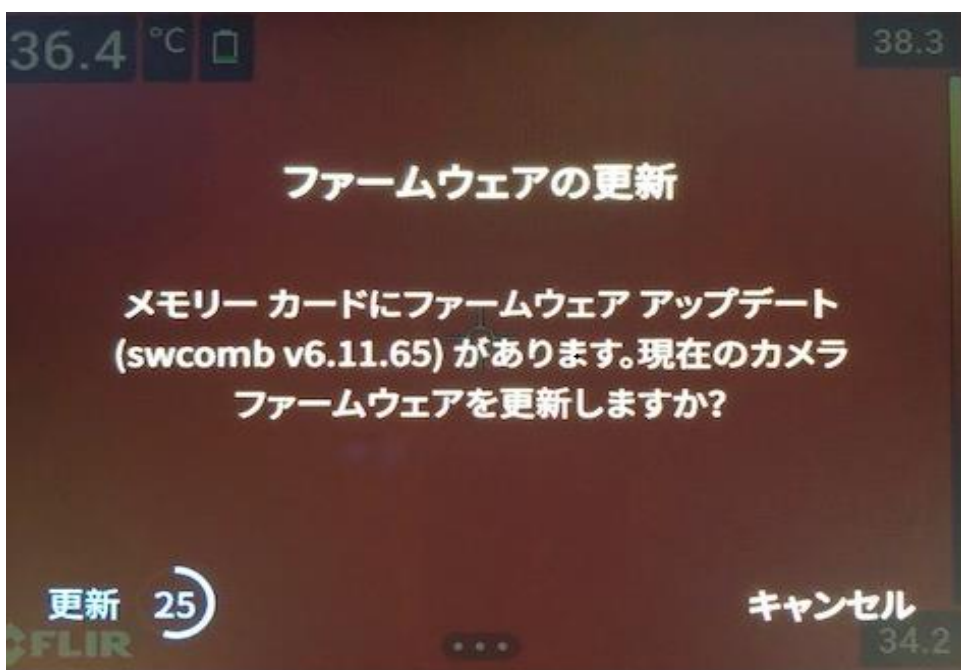 36.4 °C
38.3
ファームウェアの更新
メモリー カードにファームウェア アップデート
(swcomb v6.11.65) があります。現在のカメラ
ファームウェアを更新しますか?
更新 25
キャンセル
FLIR
34.2